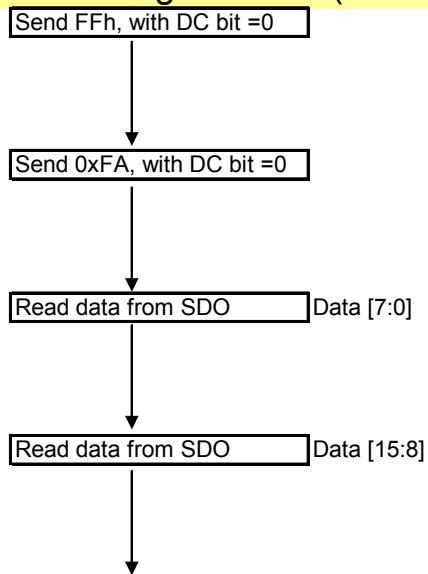 Send FFh, with DC bit =0
Send 0xFA, with DC bit =0
Read data from SDO Data [7:0]
Read data from SDO Data [15:8]